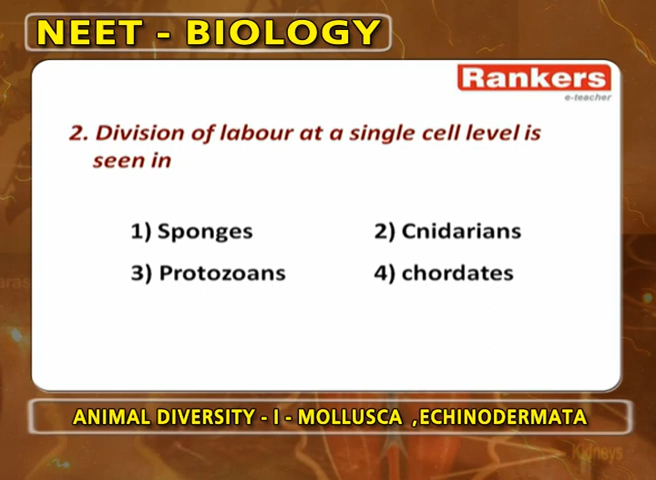 NEET - BIOLOGY
Rankers
e-teacher
2. Division of labour at a single cell level is
seen in
1) Sponges 2) Cnidarians
3) Protozoans 4) chordates
ANIMAL DIVERSITY - I - MOLLUSCA ,ECHINODERMATA
Kidneys